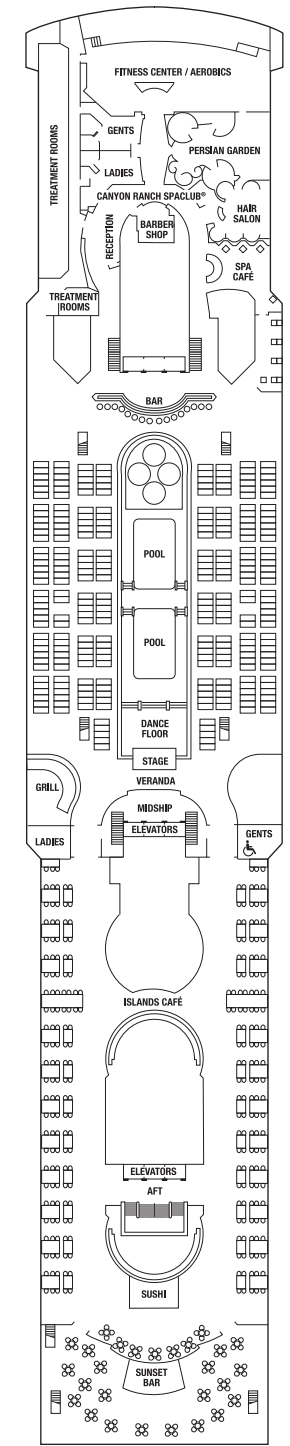 FITNESS CENTER / AEROBICS
TREATMENT ROOMS
GENTS
PERSIAN GARDEN
LADIES
CANYON RANCH SPACLUB®
RECEPTION
BARBER
SHOP
HAIR
SALON
SPA
CAFÉ
TREATMENT
ROOMS
BAR
POOL
POOL
DANCE
FLOOR
STAGE
VERANDA
GRILL
MIDSHIP
LADIES
ELEVATORS
GENTS
ISLANDS CAFÉ
ELEVATORS
AFT
SUSHI
SUNSET
BAR